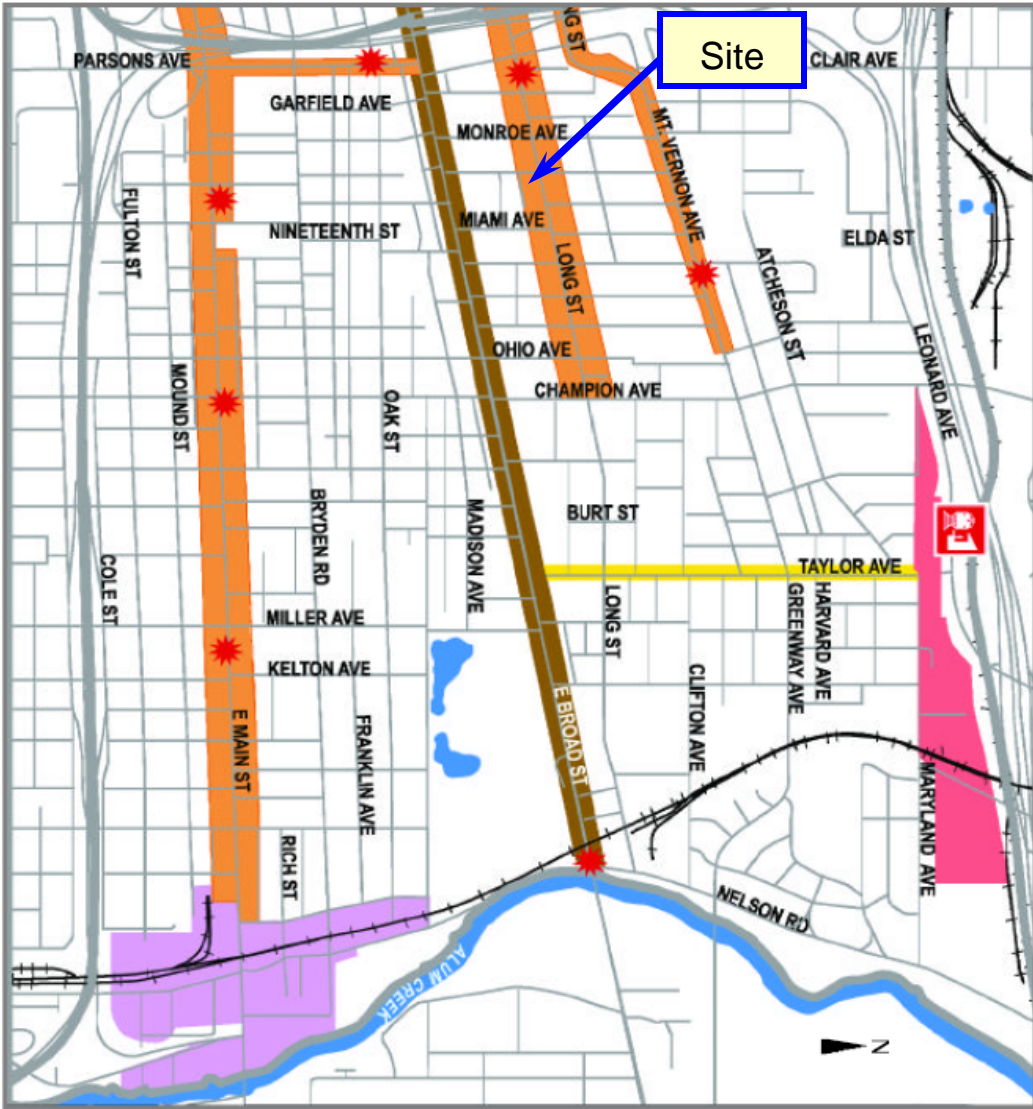 NG ST
Site
PARSONS AVE
CLAIR AVE
GARFIELD AVE
MONROE AVE
MT. VERNON AVE
FULTON ST
MIAMI AVE
NINETEENTH ST
ELDA ST
LONG ST
ATCHESON ST
OHIO AVE
LEONARD AVE
CHAMPION AVE
MOUND ST
OAK ST
BRYDEN RD
MADISON AVE
BURT ST
TAYLOR AVE
COLE ST
LONG ST
GREENWAY AVE
HARVARD AVE
MILLER AVE
KELTON AVE
CLIFTON AVE
E MAIN ST
FRANKLIN AVE
E BROAD ST
MARYLAND AVE
RICH ST
NELSON RD
ALUM CREEK
N